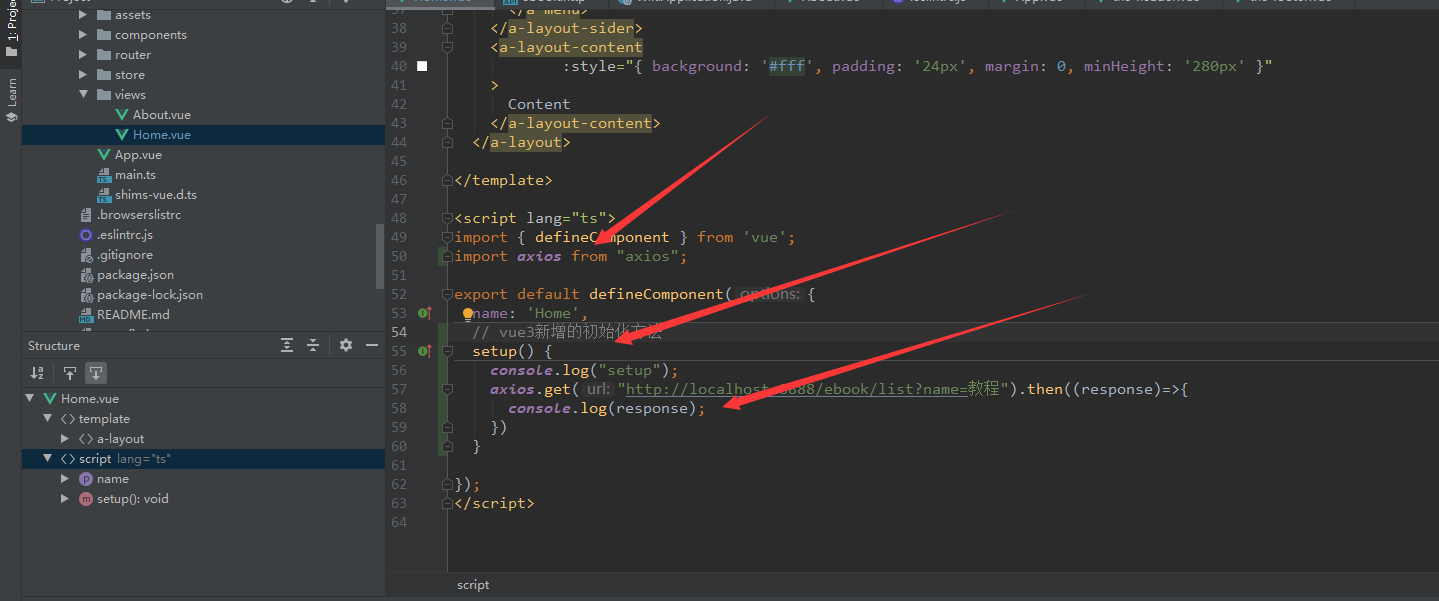 1: Project
Learn
assets
components
router
store
views
About.vue
Home.vue
App.vue
main.ts
shims-vue.d.ts
.browserslistrc
.eslintrc.js
.gitignore
package.json
package-lock.json
README.md
Structure
Home.vue
template
a-layout
script lang="ts"
name
setup(): void
38 </a-layout-sider>
39 <a-layout-content
40 :style="{ background: '#fff', padding: '24px', margin: 0, minHeight: '280px' }"
41 >
42 Content
43 </a-layout-content>
44 </a-layout>
45
46 </template>
47
48 <script lang="ts">
49 import { defineComponent } from 'vue';
50 import axios from "axios";
51
52 export default defineComponent( options: {
53 name: 'Home',
54 // vue3新增的初始化方法
55 setup() {
56 console.log("setup");
57 axios.get( url: "http://localhost:8888/ebook/list?name=教程").then((response)=>{
58 console.log(response);
59 })
60 }
61
62 });
63 </script>
64
script